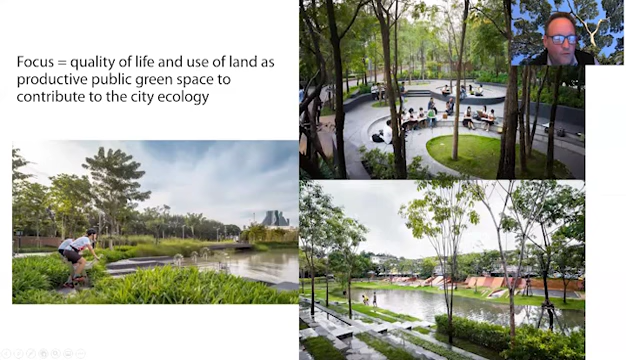 Focus = quality of life and use of land as
productive public green space to
contribute to the city ecology